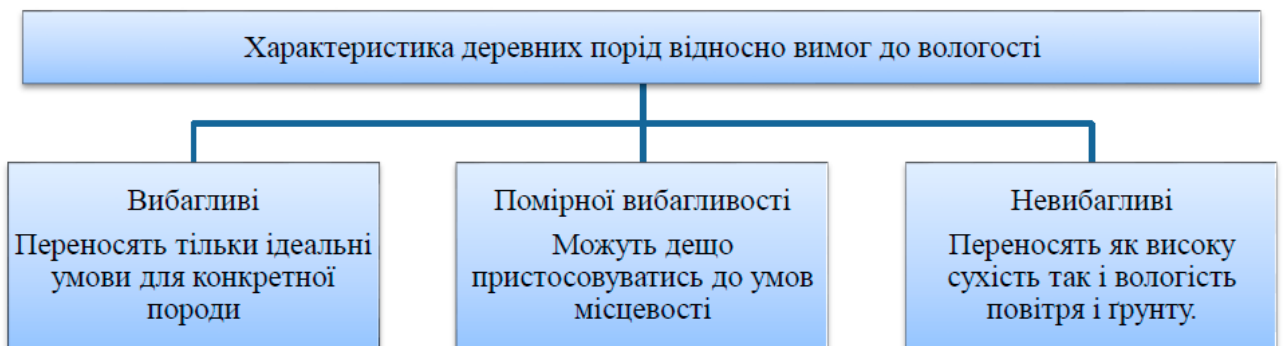 Характеристика деревних порід відносно вимог до вологості
Вибагливі
Переносять тільки ідеальні
умови для конкретної
породи
Помірної вибагливості
Можуть дещо
пристосовуватись до умов
місцевості
Невибагливі
Переносять як високу
сухість так і вологість
повітря і ґрунту.